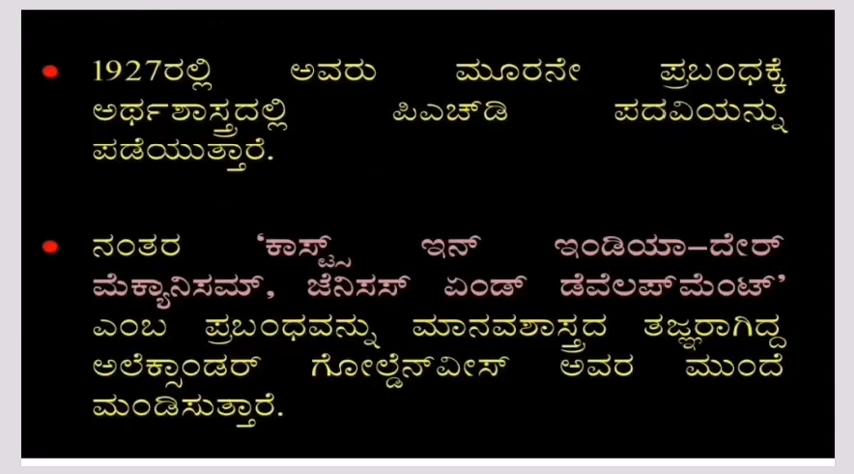 • 1927ರಲ್ಲಿ ಅವರು ಮೂರನೇ ಪ್ರಬಂಧಕ್ಕೆ
ಅರ್ಥಶಾಸ್ತ್ರದಲ್ಲಿ ಪಿಎಚ್‌ಡಿ ಪದವಿಯನ್ನು
ಪಡೆಯುತ್ತಾರೆ.
• ನಂತರ ‘ಕಾಸ್ಟ್ಸ್ ಇನ್ ಇಂಡಿಯಾ–ದೇರ್
ಮೆಕ್ಯಾನಿಸಮ್, ಜೆನಿಸಸ್ ಏಂಡ್ ಡೆವೆಲಪ್‌ಮೆಂಟ್’
ಎಂಬ ಪ್ರಬಂಧವನ್ನು ಮಾನವಶಾಸ್ತ್ರದ ತಜ್ಞರಾಗಿದ್ದ
ಅಲೆಕ್ಸಾಂಡರ್ ಗೋಲ್ಡೆನ್‌ವೀಸ್ ಅವರ ಮುಂದೆ
ಮಂಡಿಸುತ್ತಾರೆ.